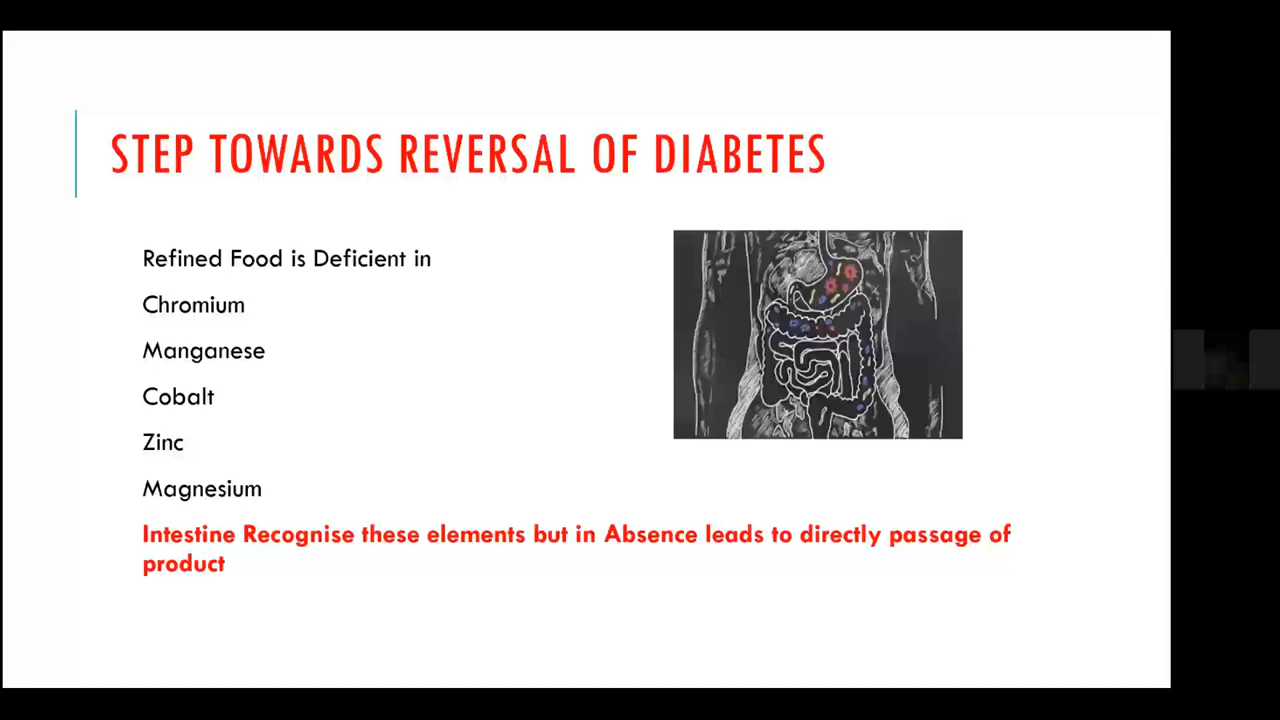 STEP TOWARDS REVERSAL OF DIABETES
Refined Food is Deficient in
Chromium
Manganese
Cobalt
Zinc
Magnesium
Intestine Recognise these elements but in Absence leads to directly passage of
product